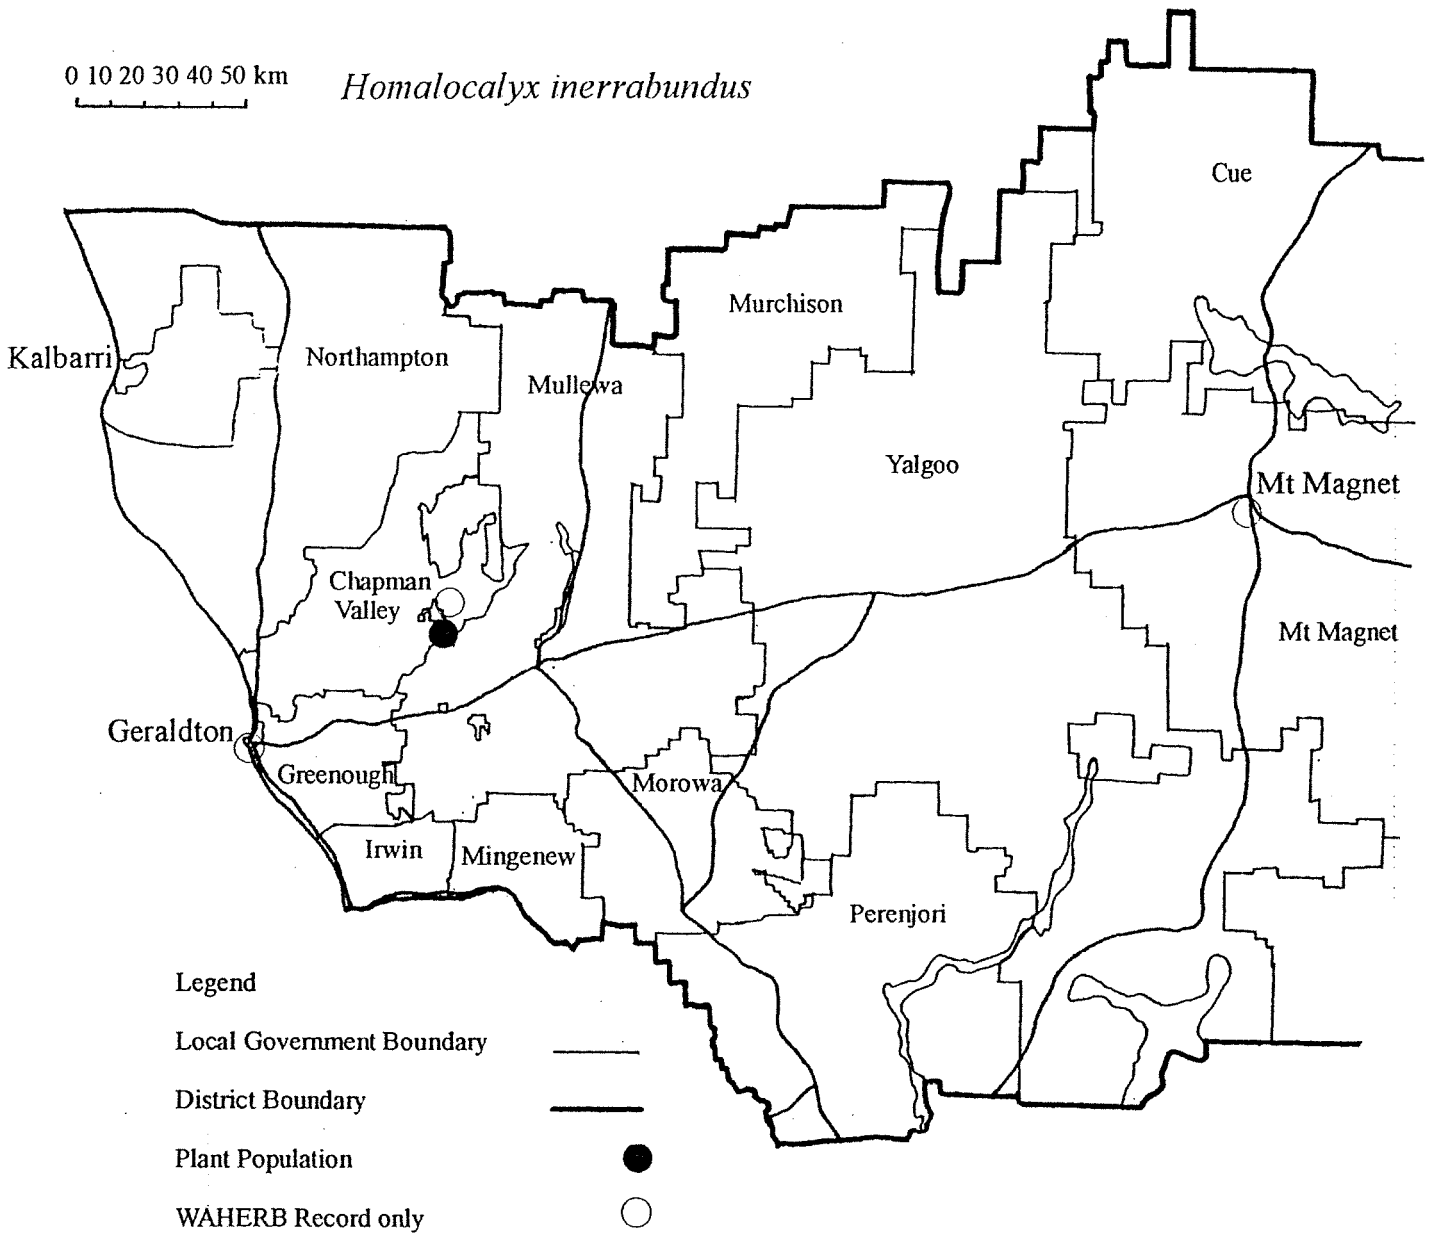 0 10 20 30 40 50 km
Homalocalyx inerrabundus
Cue
Murchison
Kalbarri
Northampton
Mullewa
Yalgoo
Mt Magnet
Chapman
Valley
Mt Magnet
Geraldton
Greenough
Morowa
Irwin
Mingenew
Perenjori
Legend
Local Government Boundary
District Boundary
Plant Population
WAHERB Record only